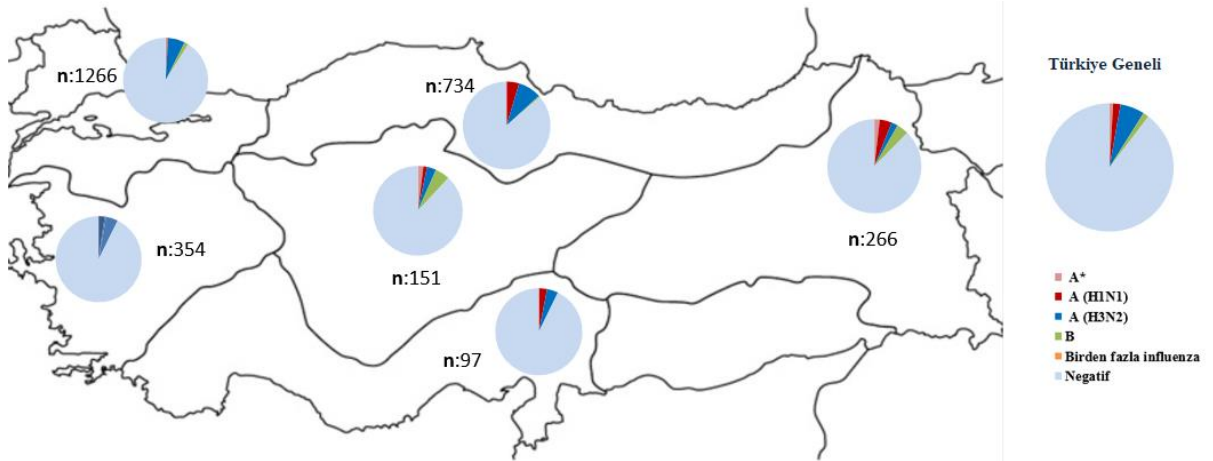 n:1266
n:734
n:354
n:151
n:266
n:97
Türkiye Geneli
A*
A (H1N1)
A (H3N2)
B
Birden fazla influenza
Negatif